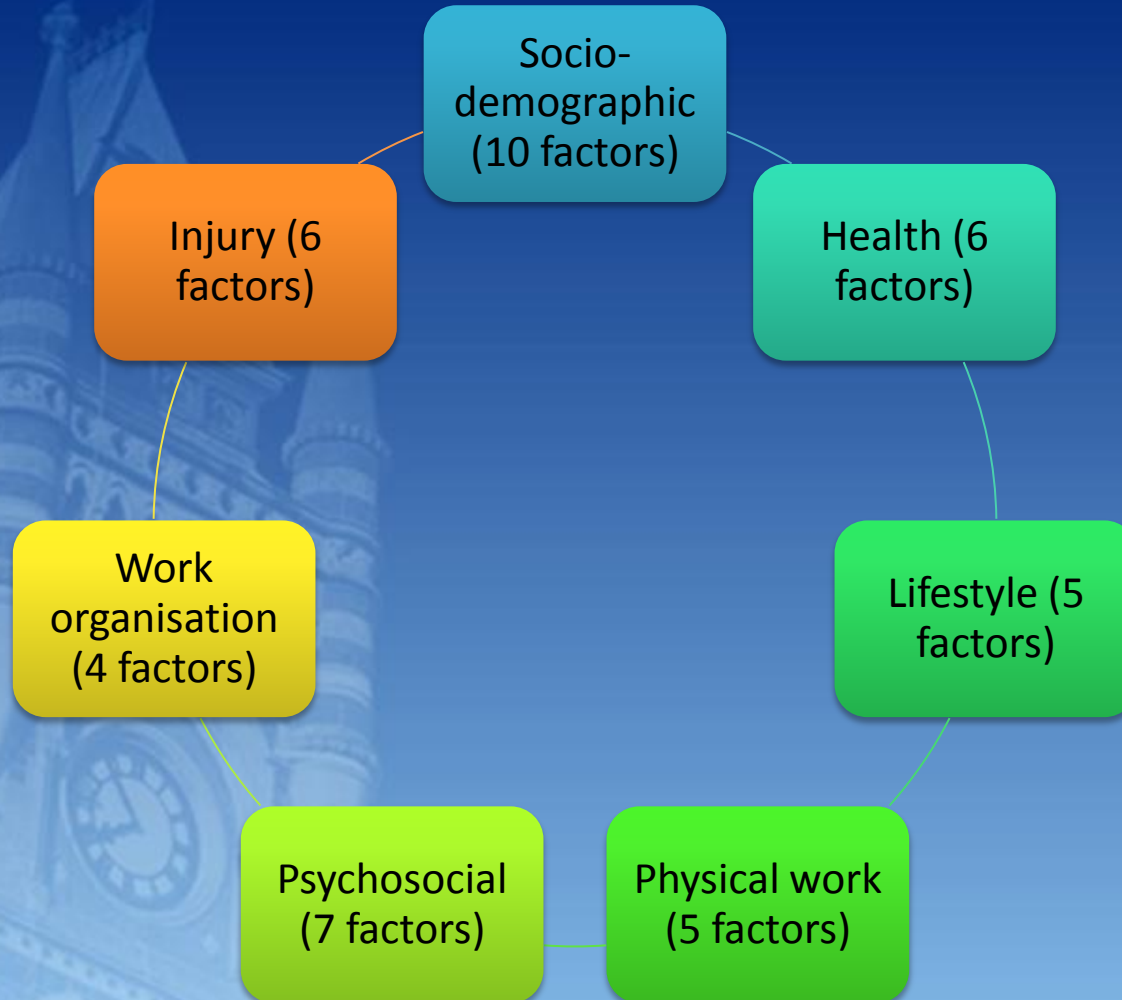 Socio-
demographic
(10 factors)
Health (6
factors)
Lifestyle (5
factors)
Physical work
(5 factors)
Psychosocial
(7 factors)
Work
organisation
(4 factors)
Injury (6
factors)